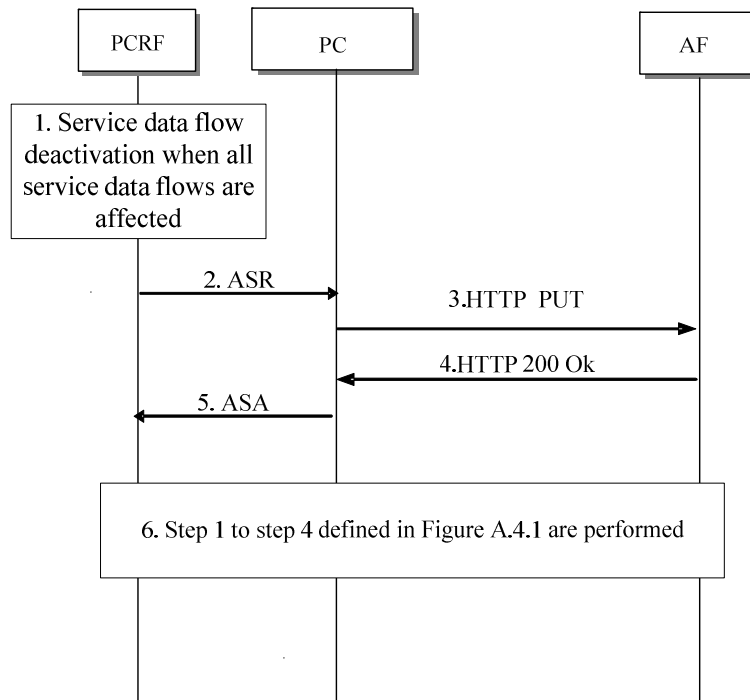 PCRF
PC
AF
1. Service data flow
deactivation when all
service data flows are
affected
2. ASR
3.HTTP PUT
4.HTTP 200 Ok
5. ASA
6. Step 1 to step 4 defined in Figure A.4.1 are performed